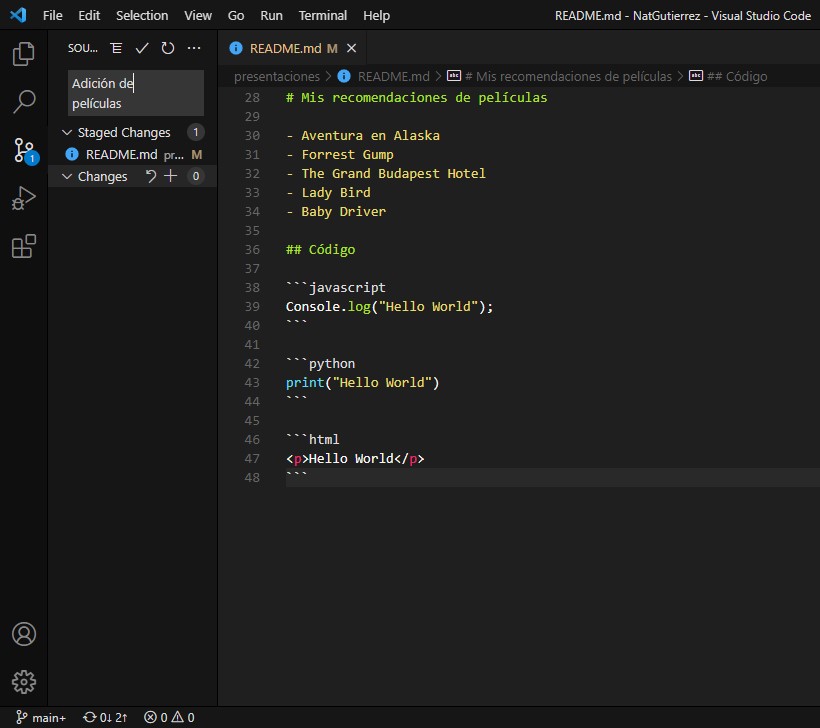 File Edit Selection View Go Run Terminal Help
README.md - NatGutierrez - Visual Studio Code
SOU...
Adición de
películas
Staged Changes 1
README.md pr... M
Changes 0
1
README.md M
presentaciones > README.md > # Mis recomendaciones de películas > ## Código
28 # Mis recomendaciones de películas
29
30 - Aventura en Alaska
31 - Forrest Gump
32 - The Grand Budapest Hotel
33 - Lady Bird
34 - Baby Driver
35
36 ## Código
37
38 ```javascript
39 Console.log("Hello World");
40 ```
41
42 ```python
43 print("Hello World")
44 ```
45
46 ```html
47 <p>Hello World</p>
48 ```
main+ 0↓ 2↑ 0 0